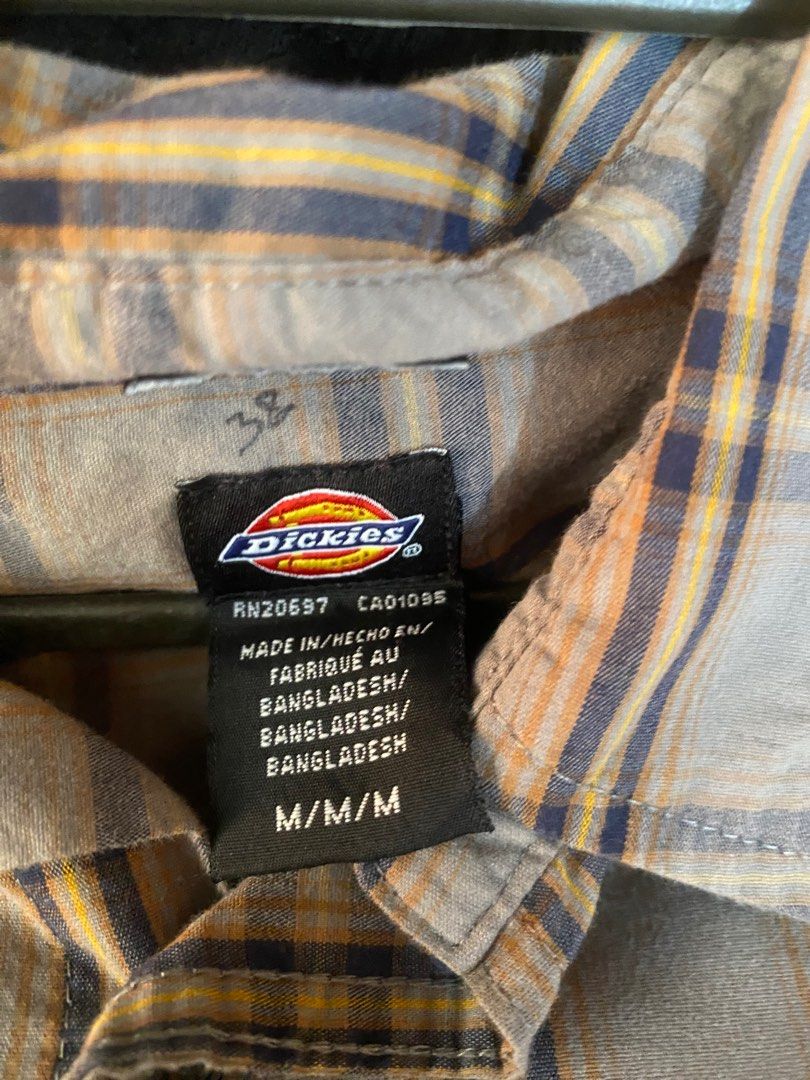 38
Dickies®
RN20697 CA01095
MADE IN/HECHO EN/
FABRIQUÉ AU
BANGLADESH/
BANGLADESH/
BANGLADESH
M/M/M